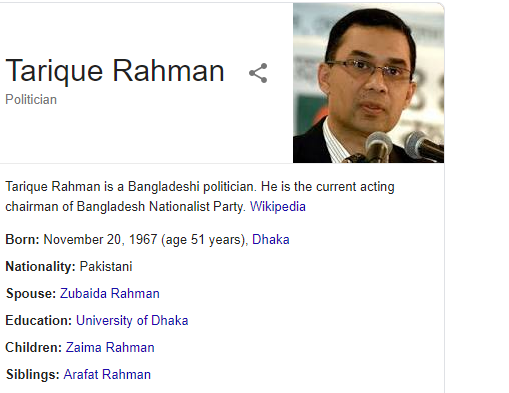 Tarique Rahman
Politician
Tarique Rahman is a Bangladeshi politician. He is the current acting
chairman of Bangladesh Nationalist Party. Wikipedia
Born: November 20, 1967 (age 51 years), Dhaka
Nationality: Pakistani
Spouse: Zubaida Rahman
Education: University of Dhaka
Children: Zaima Rahman
Siblings: Arafat Rahman